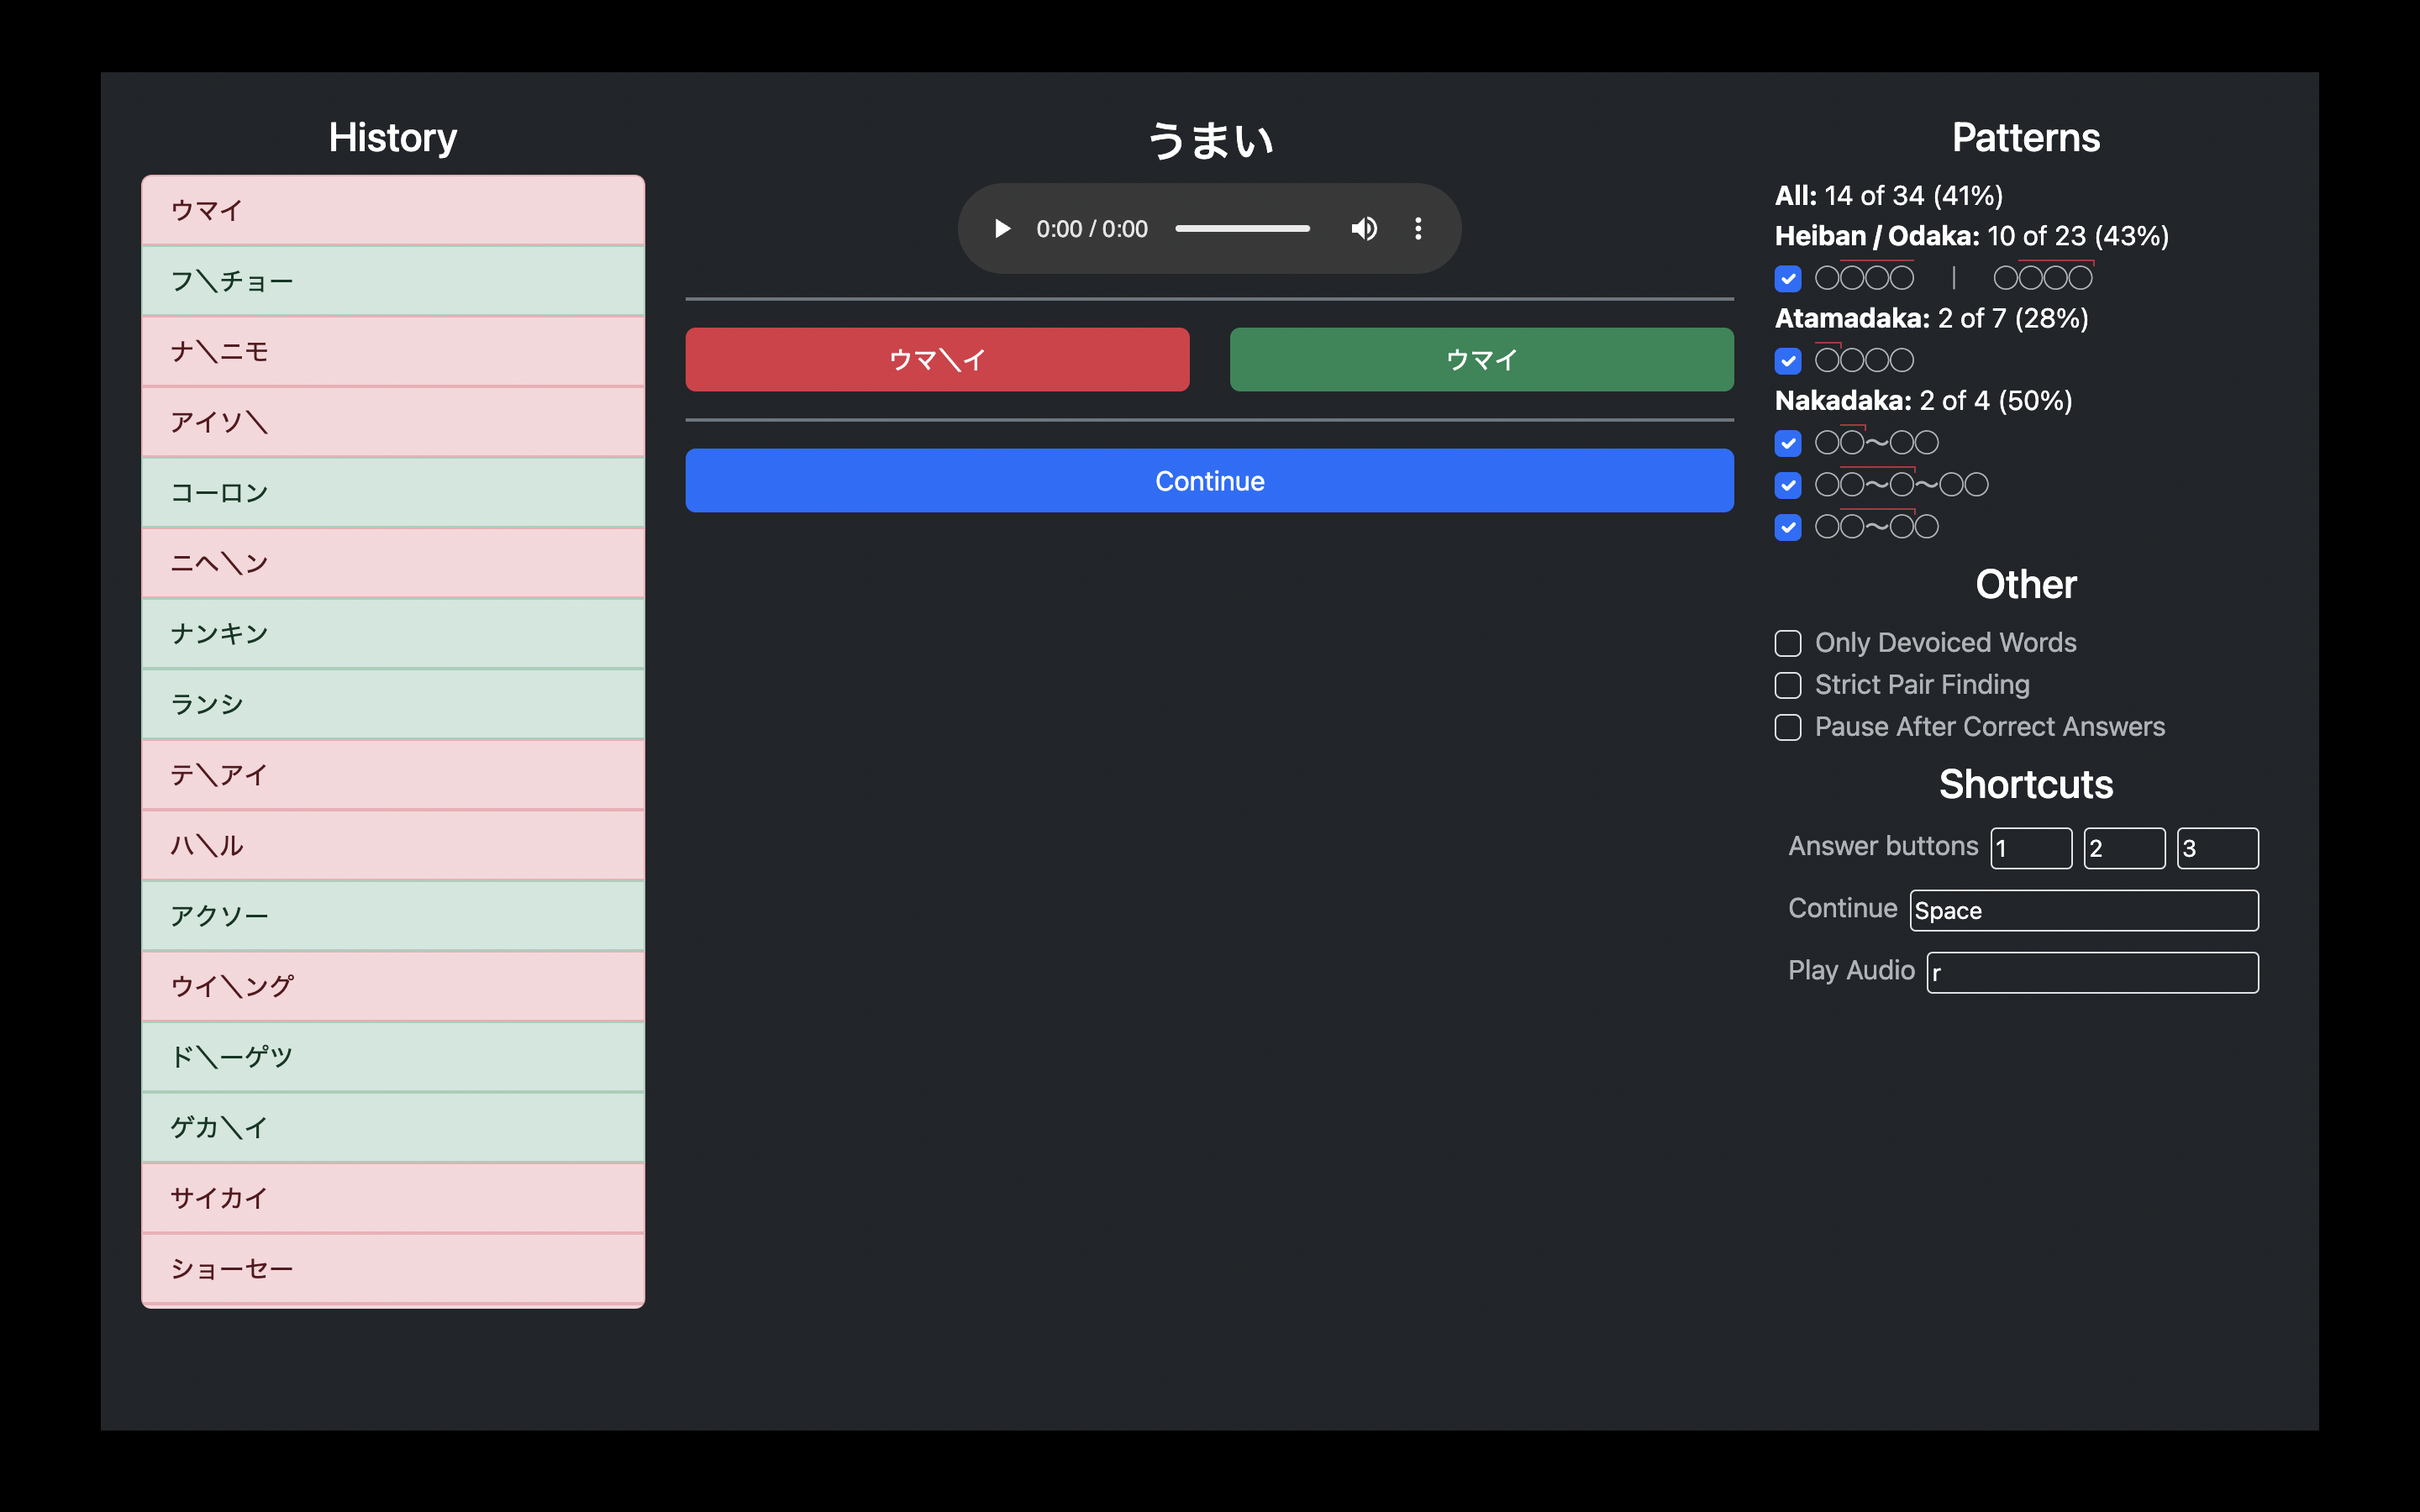 History
ウマイ
フ＼チョー
ナ＼ニモ
アイソ＼
コーロン
ニヘ＼ン
ナンキン
ランシ
テ＼アイ
ハ＼ル
アクソー
ウイ＼ング
ド＼ーゲツ
ゲカ＼イ
サイカイ
ショーセー
うまい
0:00 / 0:00
ウマ＼イ ウマイ
Continue
Patterns
All: 14 of 34 (41%)
Heiban / Odaka: 10 of 23 (43%)
◯◯◯◯ | ◯◯◯◯
Atamadaka: 2 of 7 (28%)
◯◯◯◯
Nakadaka: 2 of 4 (50%)
◯◯〜◯◯
◯◯〜◯〜◯◯
◯◯〜◯◯
Other
Only Devoiced Words
Strict Pair Finding
Pause After Correct Answers
Shortcuts
Answer buttons 1 2 3
Continue Space
Play Audio r